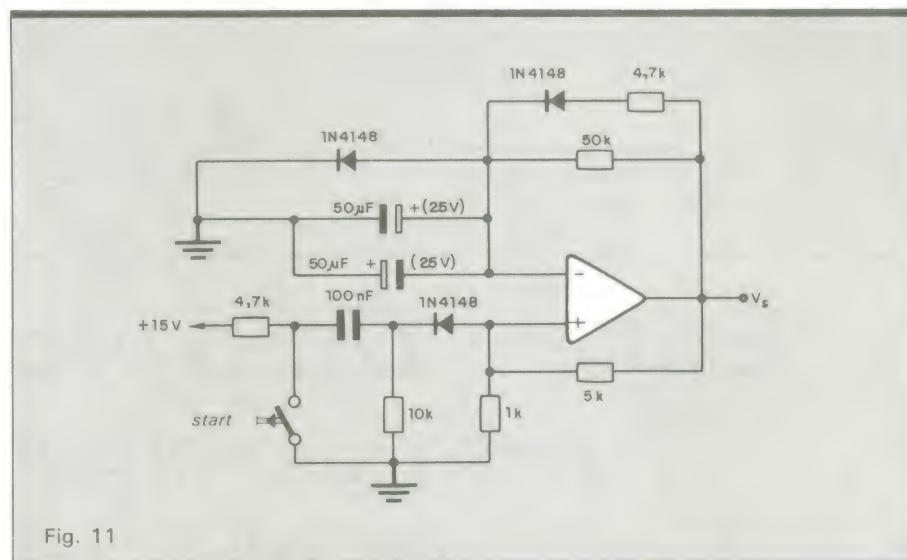 1N4148
4,7k
1N4148
50k
50µF
+(25V)
50µF
+
(25V)
-
4,7k
100nF
1N4148
+15V
+
Vs
5k
start
10k
1k
Fig. 11